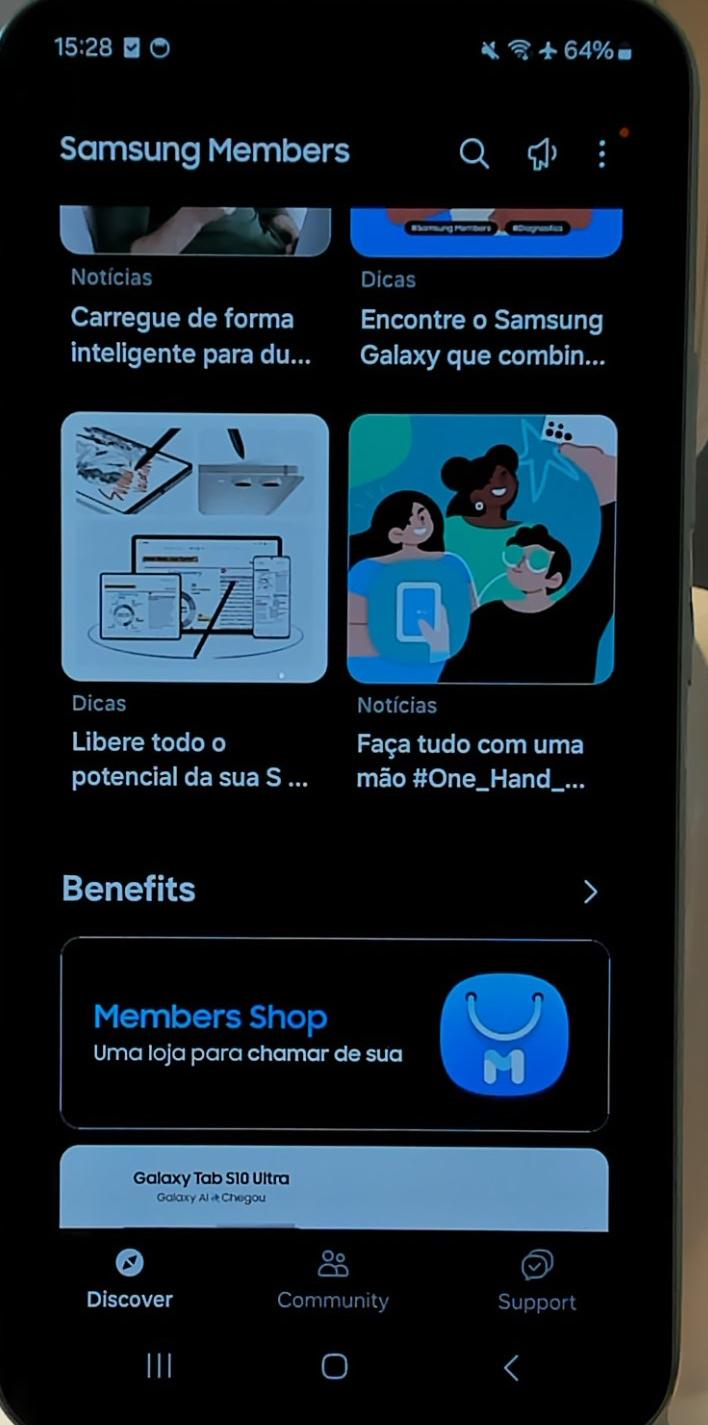 15:28
64%
Samsung Members
#Samsung Members #Diagnostics
Notícias
Dicas
Carregue de forma
inteligente para du...
Encontre o Samsung
Galaxy que combin...
Dicas
Notícias
Libere todo o
potencial da sua S ...
Faça tudo com uma
mão #One_Hand_...
Benefits
Members Shop
Uma loja para chamar de sua
M
Galaxy Tab S10 Ultra
Galaxy AI Chegou
Discover
Community
Support